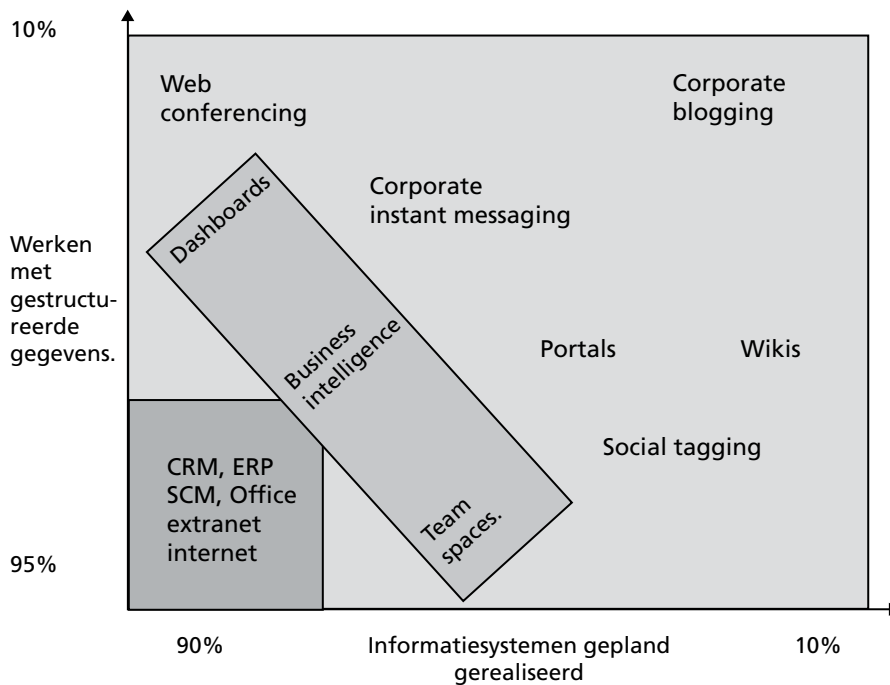 10%
Web
conferencing
Corporate
blogging
Dashboards
Corporate
instant messaging
Werken
met
gestructu-
reerde
gegevens.
Business
intelligence
Portals
Wikis
Social tagging
CRM, ERP
SCM, Office
extranet
internet
Team
spaces.
95%
90%
Informatiesystemen gepland
gerealiseerd
10%